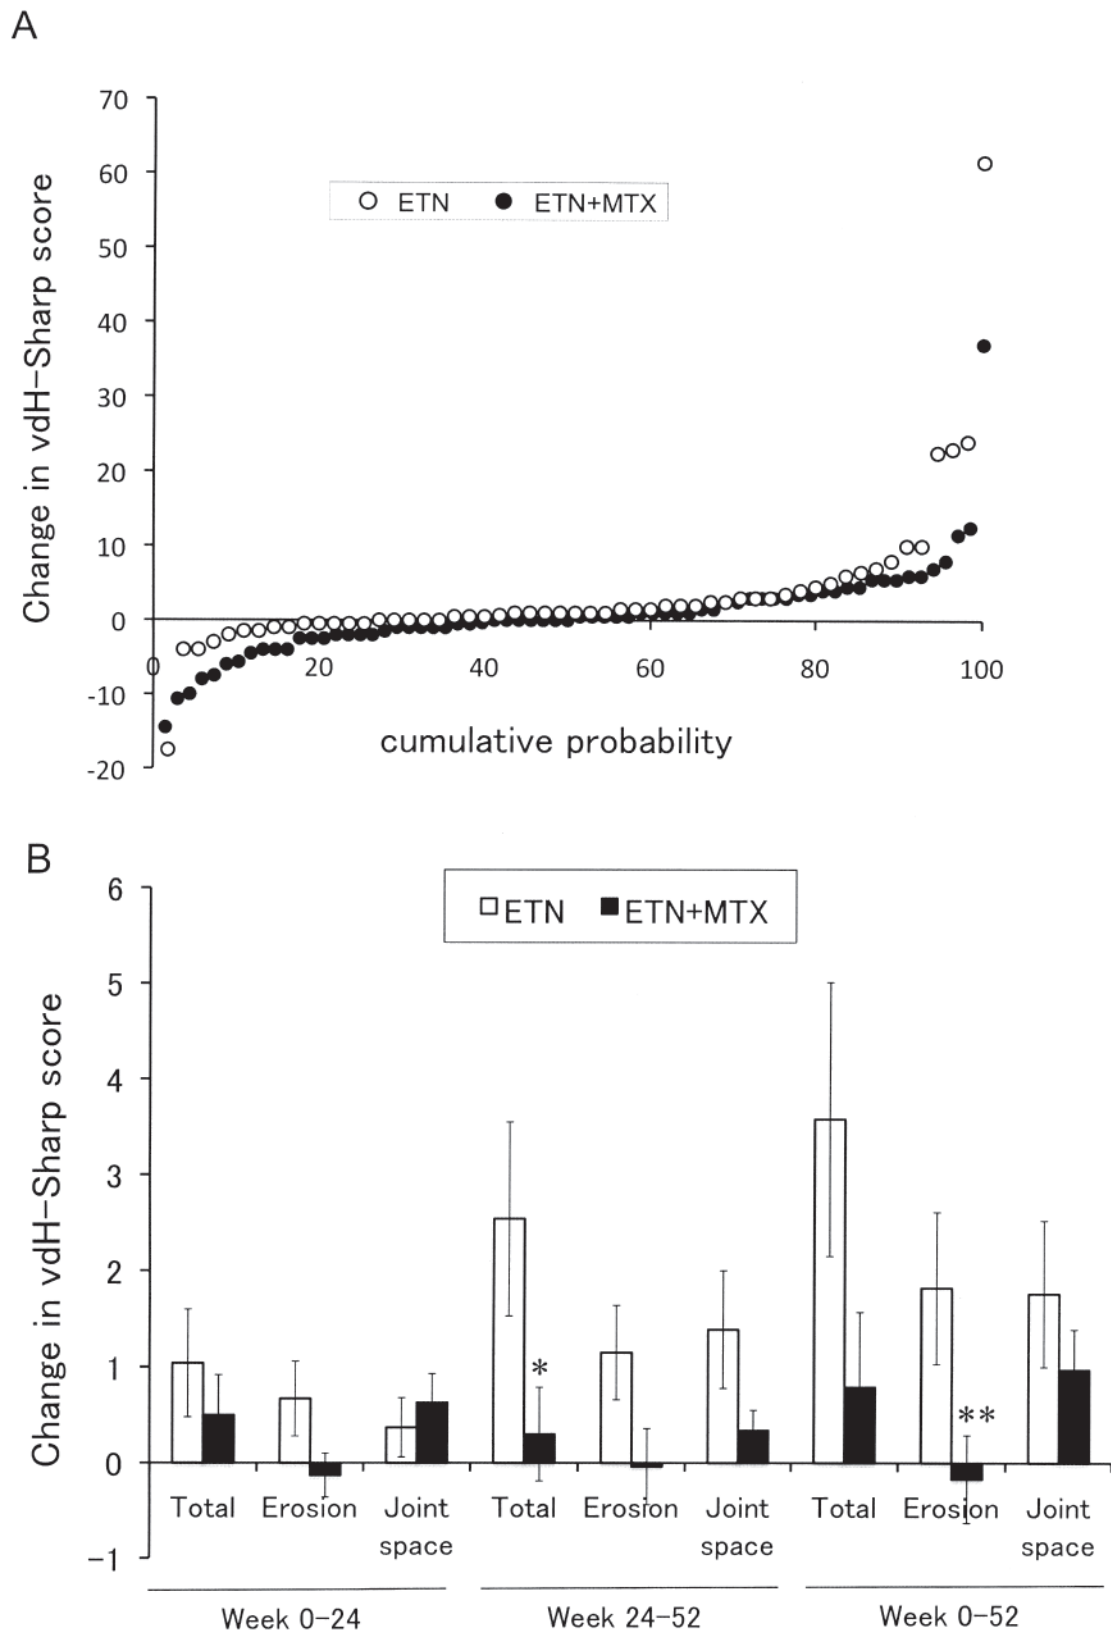 A
70
60
50
40
30
20
10
0
-10
-20
Change in vdH-Sharp score
ETN ETN+MTX
0 20 40 60 80 100
cumulative probability
B
6
5
4
3
2
1
0
-1
Change in vdH-Sharp score
ETN ETN+MTX
*
**
Total Erosion Joint space Total Erosion Joint space Total Erosion Joint space
Week 0-24 Week 24-52 Week 0-52